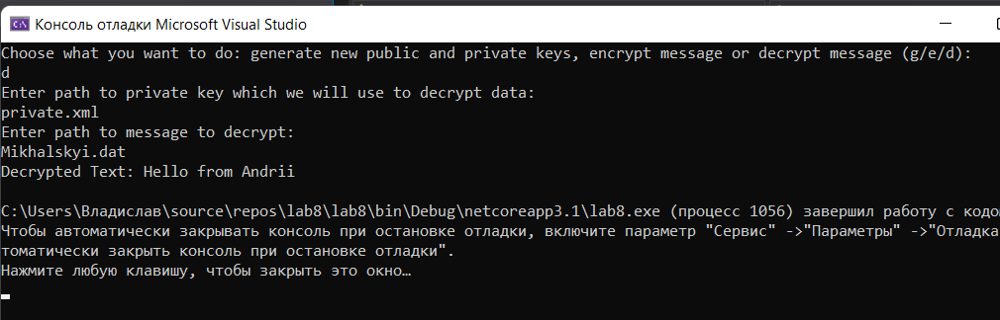 Консоль отладки Microsoft Visual Studio
Choose what you want to do: generate new public and private keys, encrypt message or decrypt message (g/e/d):
d
Enter path to private key which we will use to decrypt data:
private.xml
Enter path to message to decrypt:
Mikhalskyi.dat
Decrypted Text: Hello from Andrii
C:\Users\Владислав\source\repos\lab8\lab8\bin\Debug\netcoreapp3.1\lab8.exe (процесс 1056) завершил работу с
Чтобы автоматически закрывать консоль при остановке отладки, включите параметр "Сервис" ->"Параметры" ->"Отладка
томатически закрыть консоль при остановке отладки".
Нажмите любую клавишу, чтобы закрыть это окно…